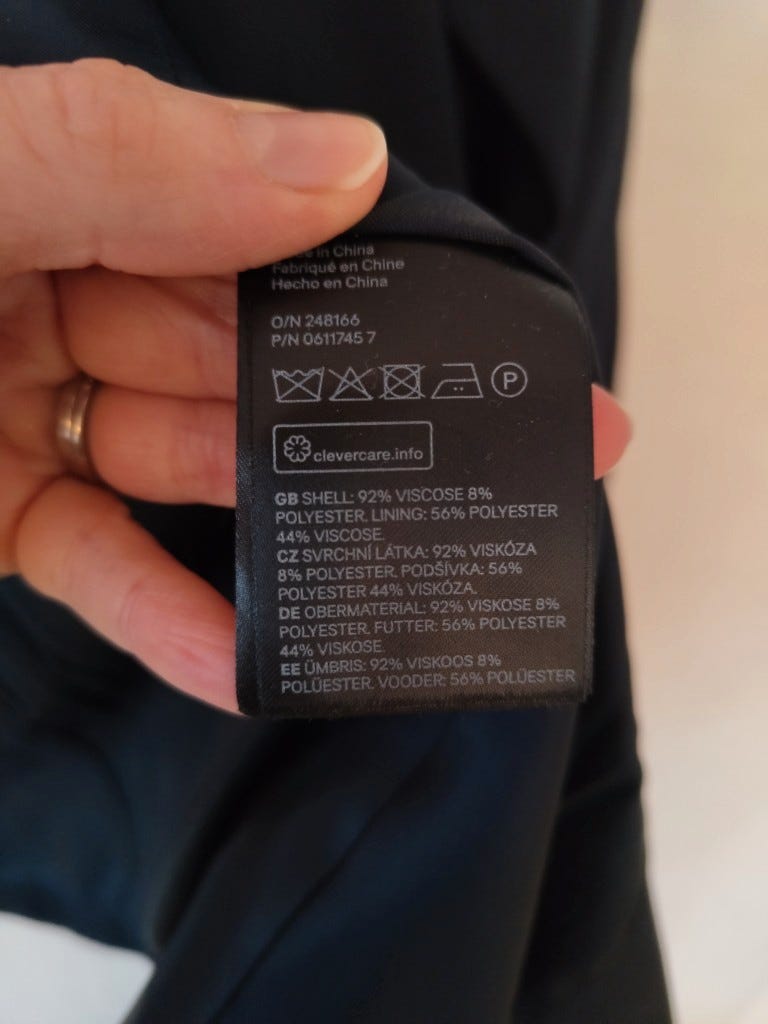 in China
Fabriqué en Chine
Hecho en China
O/N 248166
P/N 0611745 7
P
clevercare.info
GB SHELL: 92% VISCOSE 8%
POLYESTER. LINING: 56% POLYESTER
44% VISCOSE.
CZ SVRCHNÍ LÁTKA: 92% VISKÓZA
8% POLYESTER. PODŠÍVKA: 56%
POLYESTER 44% VISKÓZA.
DE OBERMATERIAL: 92% VISKOSE 8%
POLYESTER. FUTTER: 56% POLYESTER
44% VISKOSE.
EE ÜMBRIS: 92% VISKOOS 8%
POLÜESTER. VOODER: 56% POLÜESTER